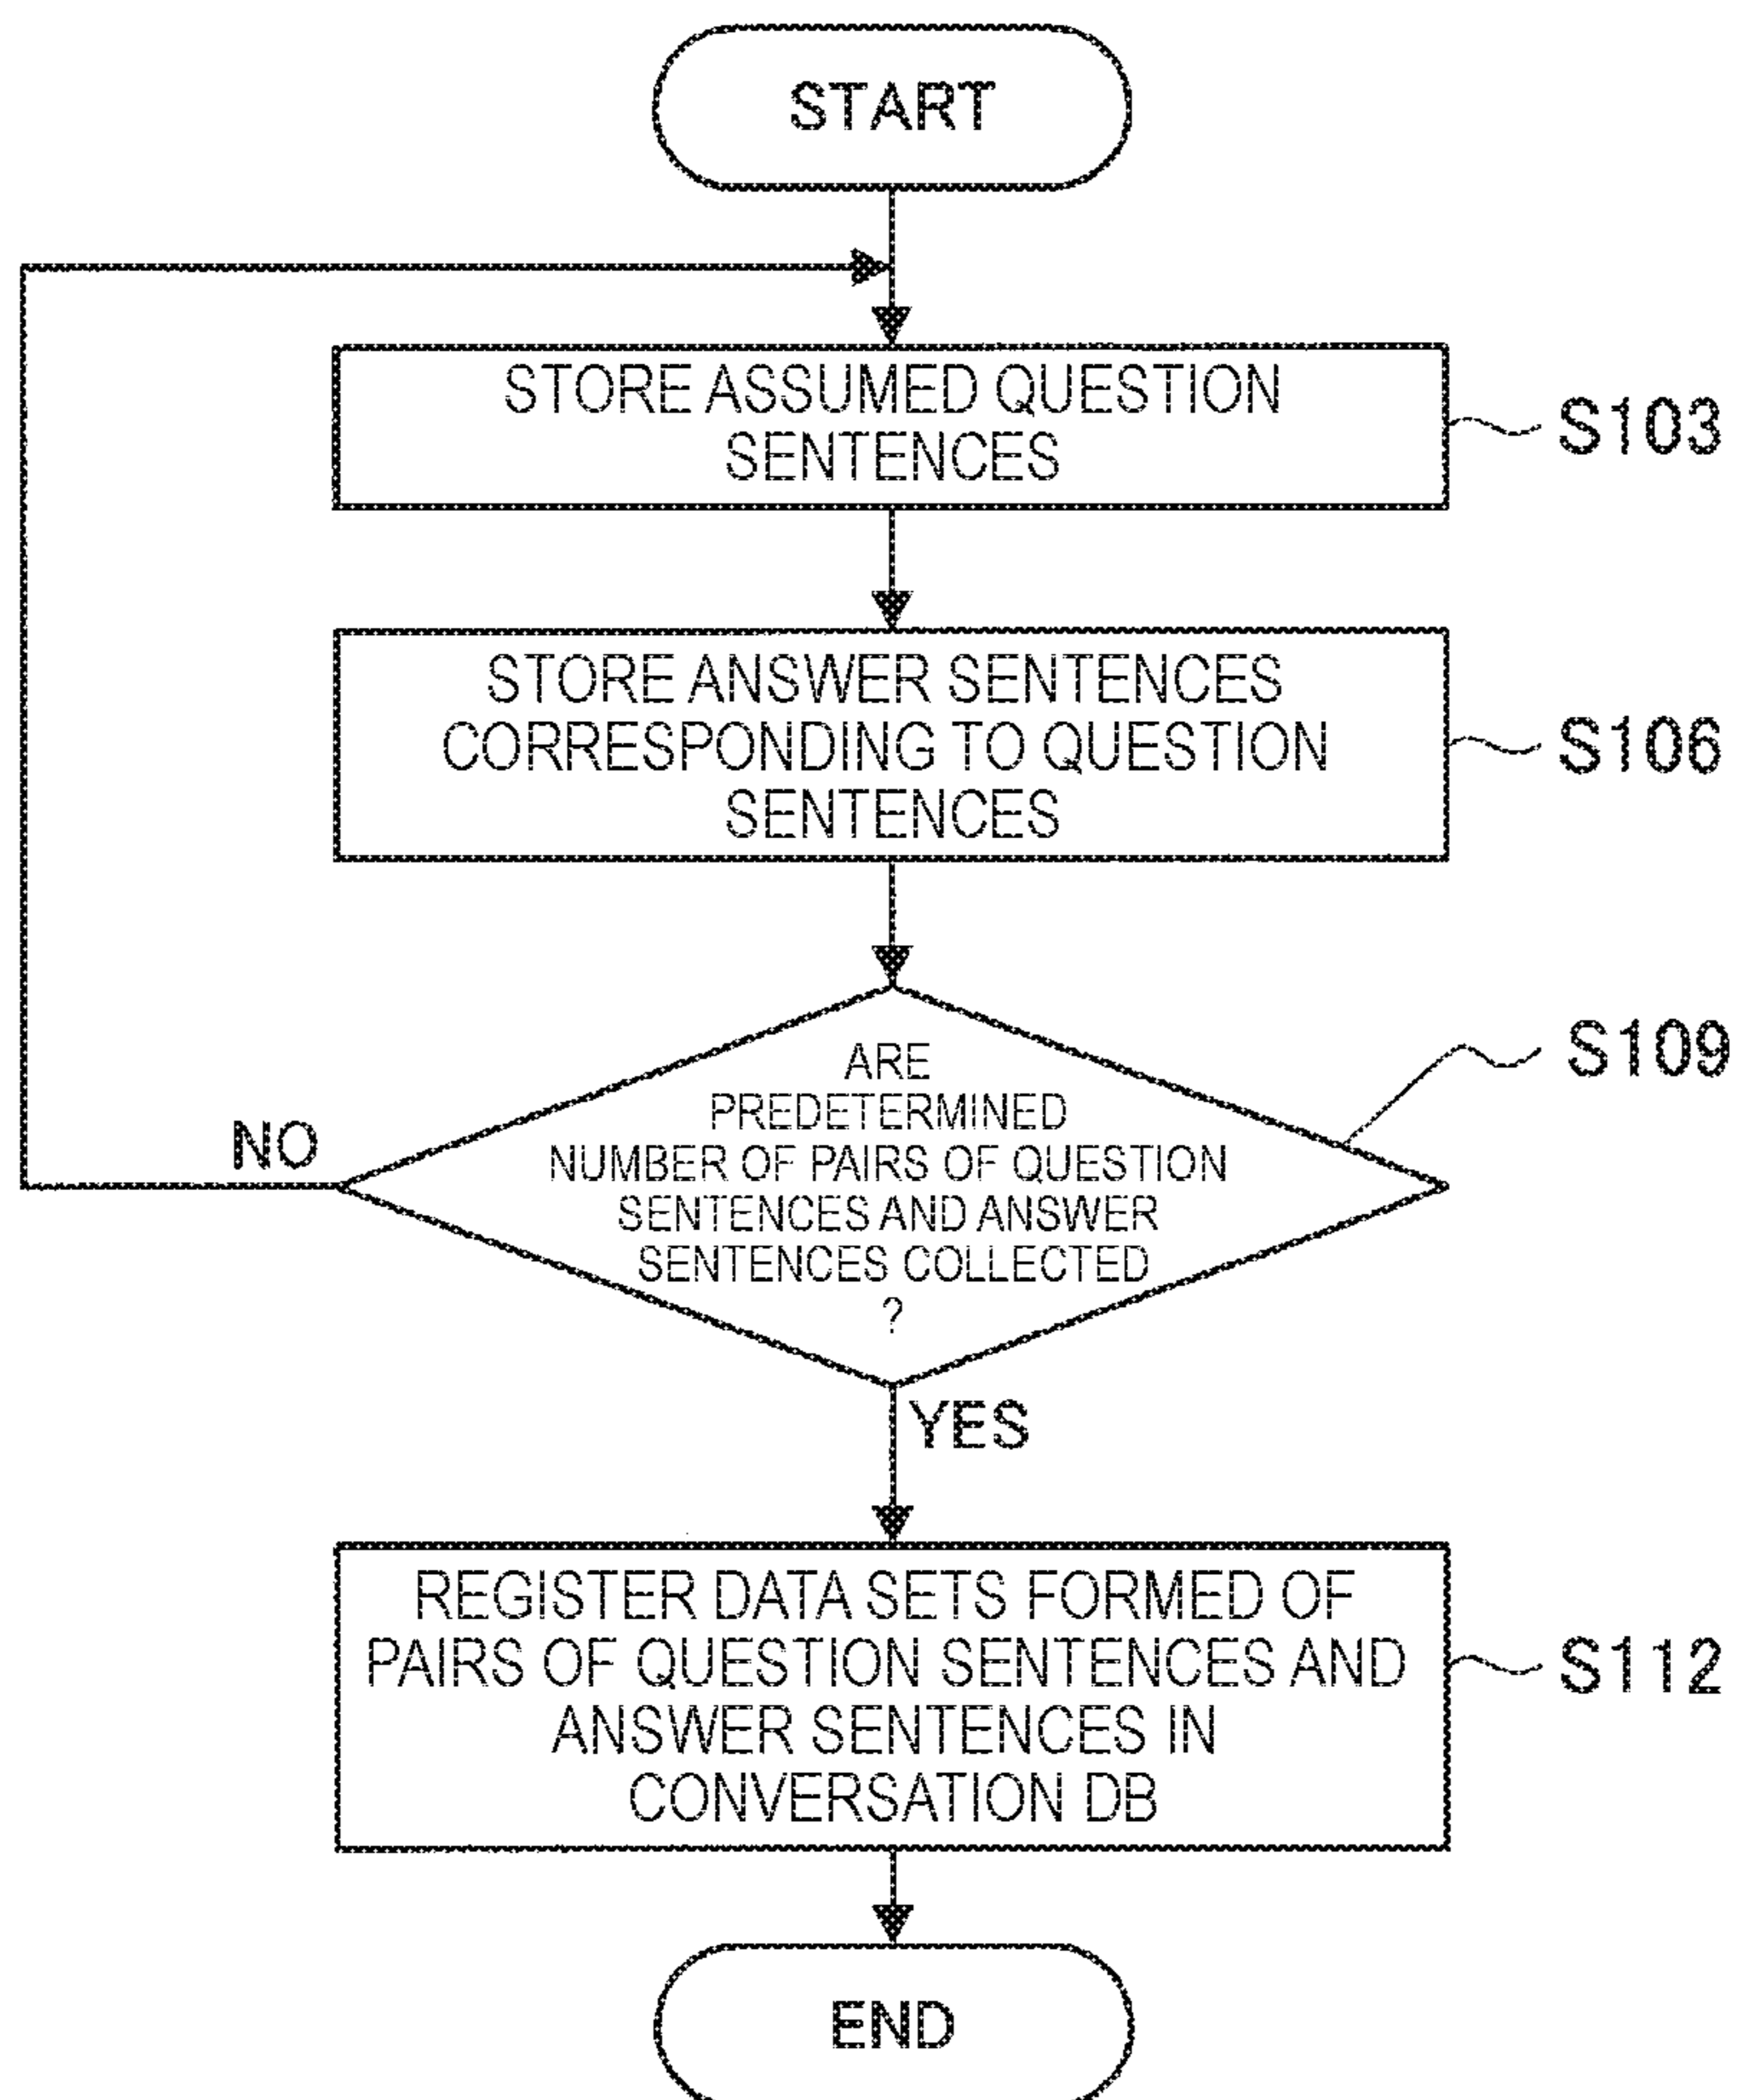 START
STORE ASSUMED QUESTION
SENTENCES
S103
STORE ANSWER SENTENCES
CORRESPONDING TO QUESTION
SENTENCES
S106
ARE
PREDETERMINED
NUMBER OF PAIRS OF QUESTION
SENTENCES AND ANSWER
SENTENCES COLLECTED
?
S109
NO
YES
REGISTER DATA SETS FORMED OF
PAIRS OF QUESTION SENTENCES AND
ANSWER SENTENCES IN
CONVERSATION DB
S112
END